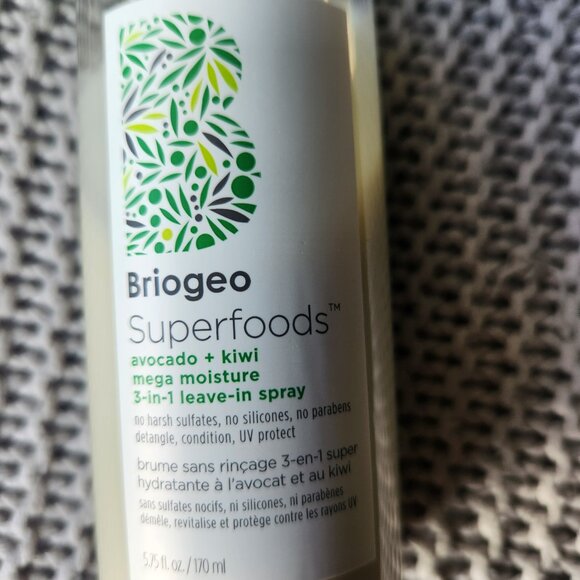 Briogeo
Superfoods™
avocado + kiwi
mega moisture
3-in-1 leave-in spray
no harsh sulfates, no silicones, no parabens
detangle, condition, UV protect
brume sans rinçage 3-en-1 super
hydratante à l'avocat et au kiwi
sans sulfates nocifs, ni silicones, ni parabènes
démêle, revitalise et protège contre les rayons UV
5.75 fl. oz. / 170 ml